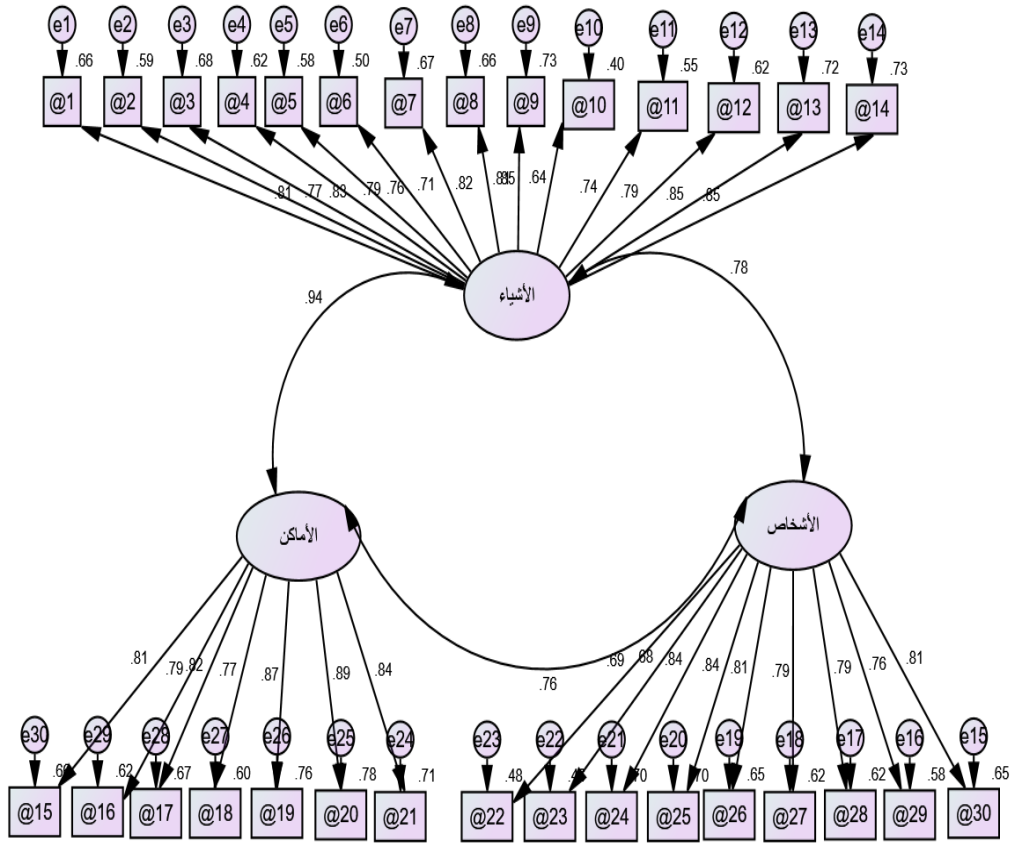 e1 e2 e3 e4 e5 e6 e7 e8 e9 e10 e11 e12 e13 e14
.66 .59 .68 .62 .58 .50 .67 .66 .73 .40 .55 .62 .72 .73
@1 @2 @3 @4 @5 @6 @7 @8 @9 @10 @11 @12 @13 @14
.81 .77 .83 .79 .76 .71 .82 .85 .64 .74 .79 .85 .85
الأشياء
.94 .78
الأماكن الأشخاص
.81 .79 .82 .77 .87 .89 .84 .76 .69 .68 .84 .84 .81 .79 .79 .76 .81
e30 e29 e28 e27 e26 e25 e24 e23 e22 e21 e20 e19 e18 e17 e16 e15
.62 .67 .60 .76 .78 .71 .48 .70 .70 .65 .62 .62 .58 .65
@15 @16 @17 @18 @19 @20 @21 @22 @23 @24 @25 @26 @27 @28 @29 @30